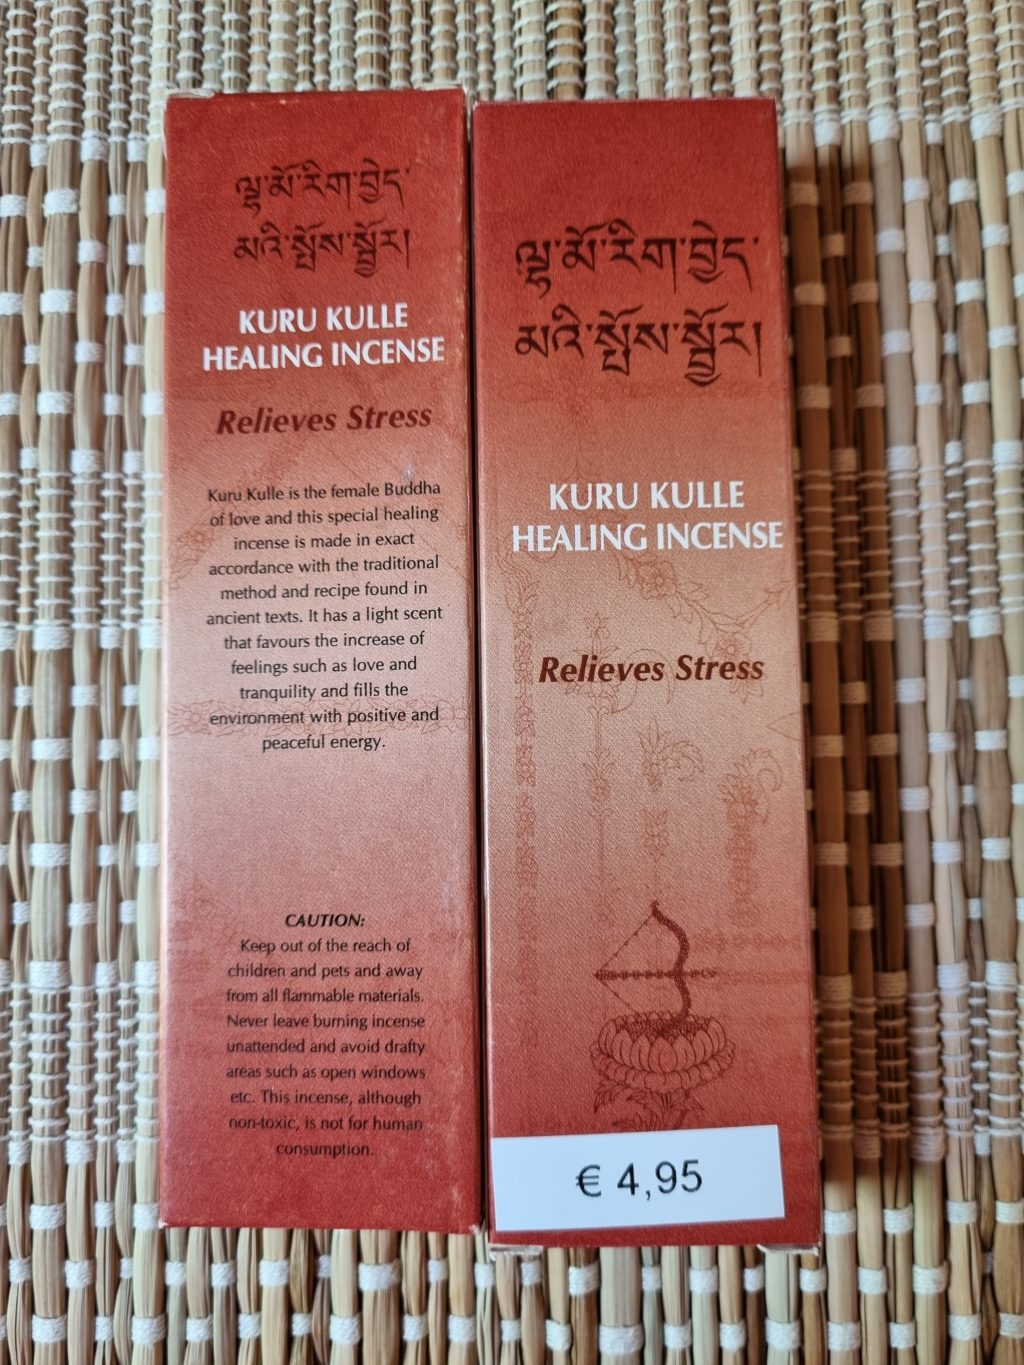 ལྷ་མོ་རིག་བྱེད་
མའི་སྤོས་སྦྱོར།
KURU KULLE
HEALING INCENSE
Relieves Stress
Kuru Kulle is the female Buddha
of love and this special healing
incense is made in exact
accordance with the traditional
method and recipe found in
ancient texts. It has a light scent
that favours the increase of
feelings such as love and
tranquility and fills the
environment with positive and
peaceful energy.
CAUTION:
Keep out of the reach of
children and pets and away
from all flammable materials.
Never leave burning incense
unattended and avoid drafty
areas such as open windows
etc. This incense, although
non-toxic, is not for human
consumption.
ལྷ་མོ་རིག་བྱེད་
མའི་སྤོས་སྦྱོར།
KURU KULLE
HEALING INCENSE
Relieves Stress
€ 4,95